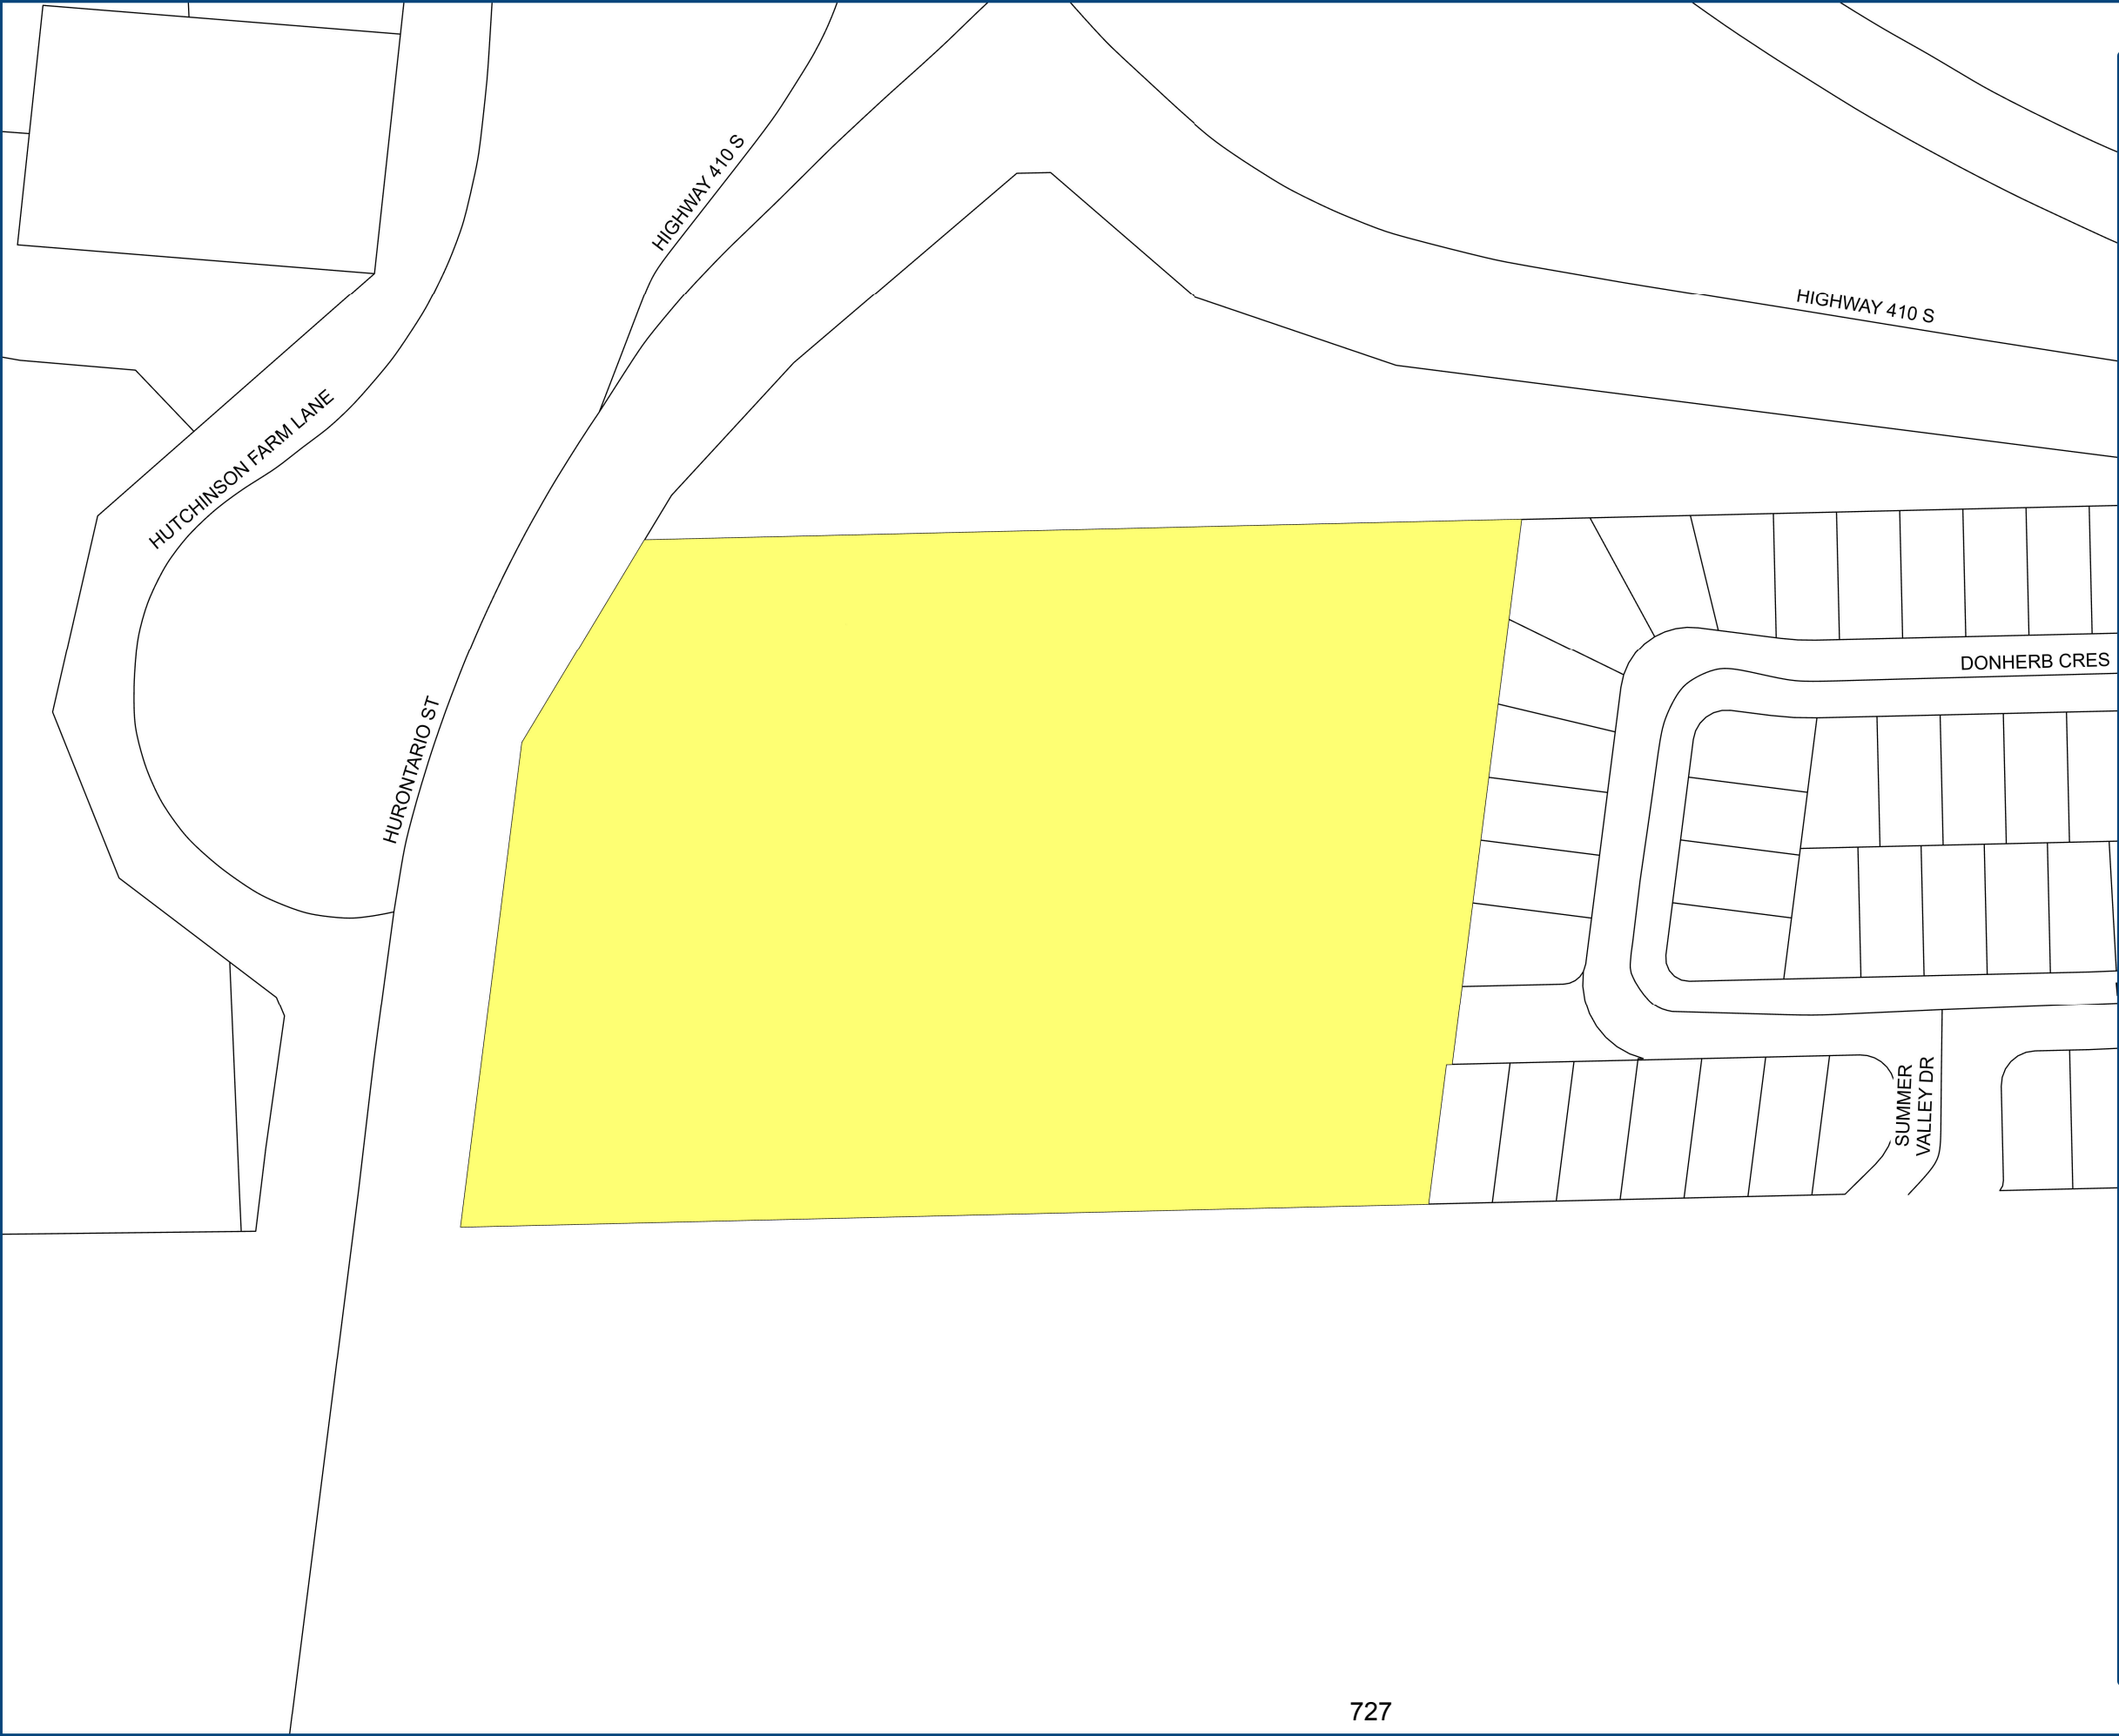 HIGHWAY 410 S
HIGHWAY 410 S
HUTCHINSON FARM LANE
DONHERB CRES
HURONTARIO ST
SUMMER
VALLEY DR
727